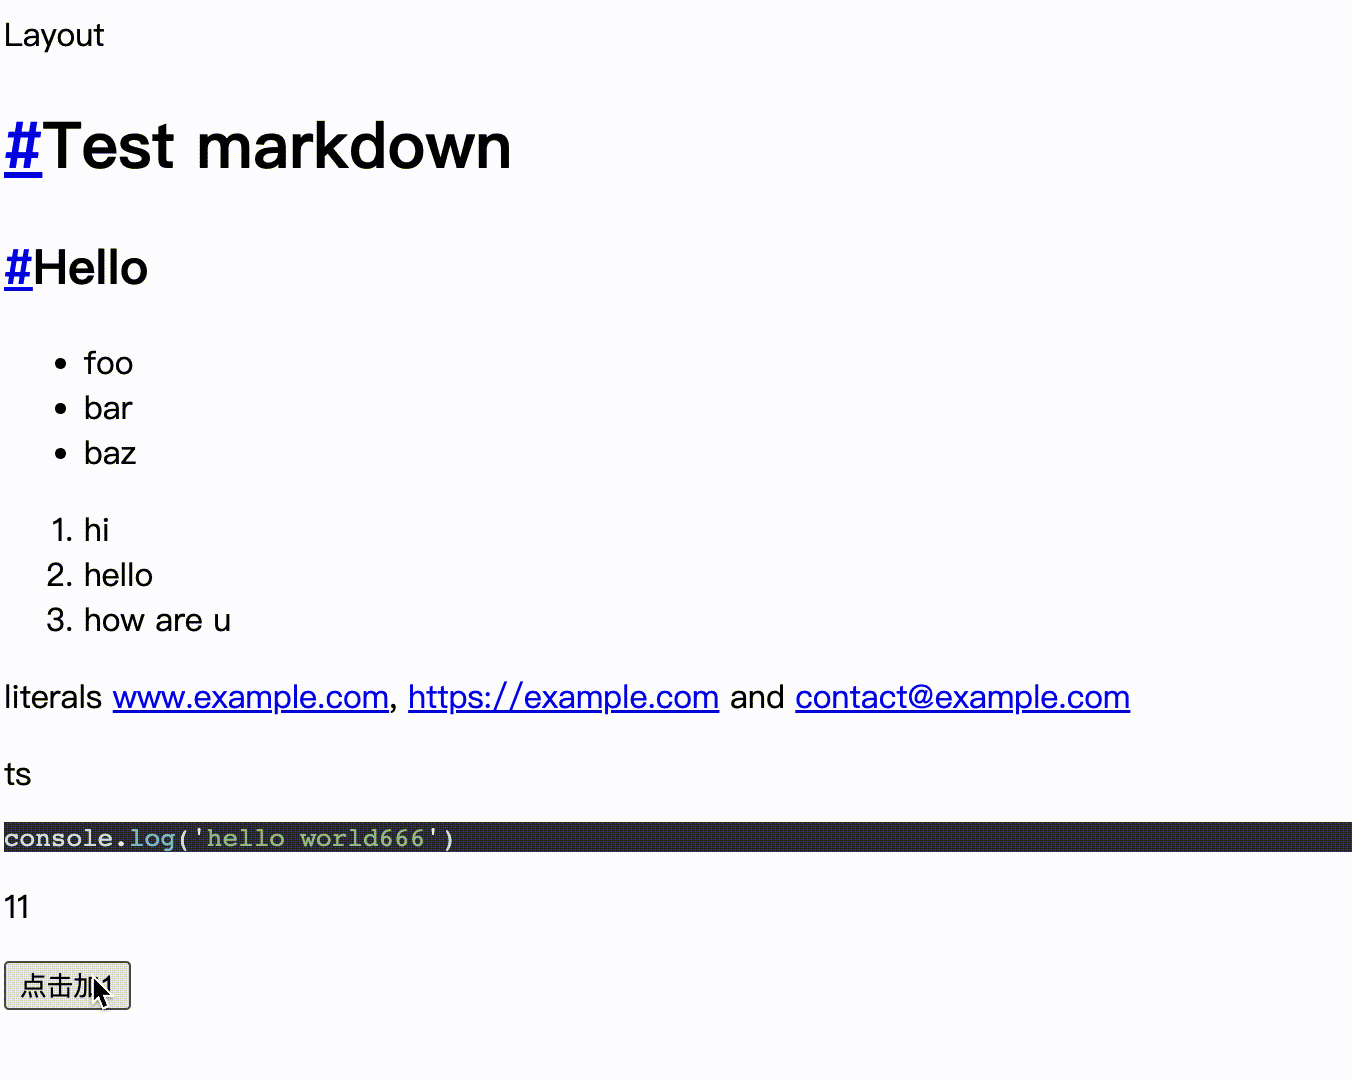 Layout
#Test markdown
#Hello
• foo
• bar
• baz
1. hi
2. hello
3. how are u
literals www.example.com, https://example.com and contact@example.com
ts
console.log('hello world666')
11
点击加1